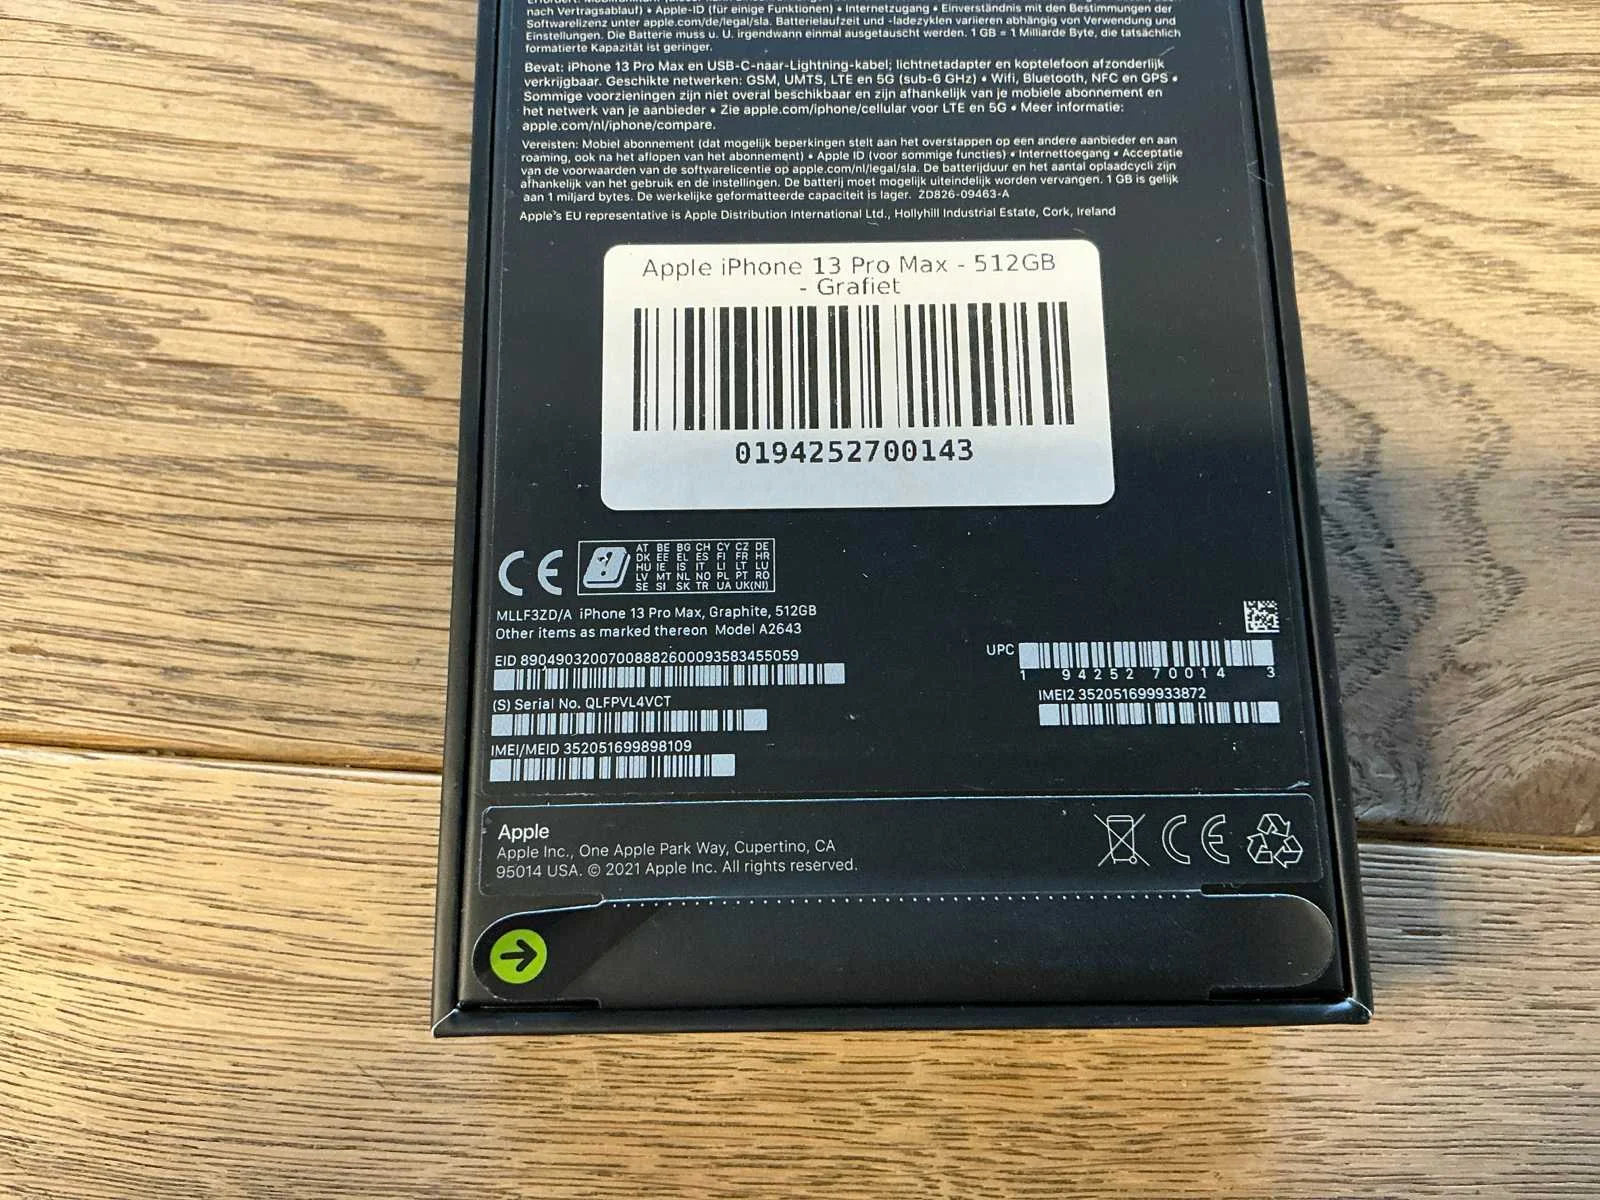 nach Vertragsablauf) • Apple-ID (für einige Funktionen) • Internetzugang • Einverständnis mit den Bestimmungen der
Softwarelizenz unter apple.com/de/legal/sla. Batterielaufzeit und -ladezyklen variieren abhängig von Verwendung und
Einstellungen. Die Batterie muss u. U. irgendwann einmal ausgetauscht werden. 1 GB = 1 Milliarde Byte, die tatsächlich
formatierte Kapazität ist geringer.
Bevat: iPhone 13 Pro Max en USB-C-naar-Lightning-kabel; lichtnetadapter en koptelefoon afzonderlijk
verkrijgbaar. Geschikte netwerken: GSM, UMTS, LTE en 5G (sub-6 GHz) • Wifi, Bluetooth, NFC en GPS •
Sommige voorzieningen zijn niet overal beschikbaar en zijn afhankelijk van je mobiele abonnement en
het netwerk van je aanbieder • Zie apple.com/iphone/cellular voor LTE en 5G • Meer informatie:
apple.com/nl/iphone/compare.
Vereisten: Mobiel abonnement (dat mogelijk beperkingen stelt aan het overstappen op een andere aanbieder en aan
roaming, ook na het aflopen van het abonnement) • Apple ID (voor sommige functies) • Internettoegang • Acceptatie
van de voorwaarden van de softwarelicentie op apple.com/nl/legal/sla. De batterijduur en het aantal oplaadcycli zijn
afhankelijk van het gebruik en de instellingen. De batterij moet mogelijk uiteindelijk worden vervangen. 1 GB is gelijk
aan 1 miljard bytes. De werkelijke geformatteerde capaciteit is lager. ZD826-09463-A
Apple's EU representative is Apple Distribution International Ltd., Hollyhill Industrial Estate, Cork, Ireland
Apple iPhone 13 Pro Max - 512GB
- Grafiet
0194252700143
CE
AT BE BG CH CY CZ DE
DK EE EL ES FI FR HR
HU IE IS IT LI LT LU
LV MT NL NO PL PT RO
SE SI SK TR UA UK(NI)
MLLF3ZD/A iPhone 13 Pro Max, Graphite, 512GB
Other items as marked thereon Model A2643
EID 89049032007008882600093583455059
(S) Serial No. QLFPVL4VCT
IMEI/MEID 352051699898109
UPC
1 94252 70014 3
IMEI2 352051699933872
Apple
Apple Inc., One Apple Park Way, Cupertino, CA
95014 USA. © 2021 Apple Inc. All rights reserved.
CE